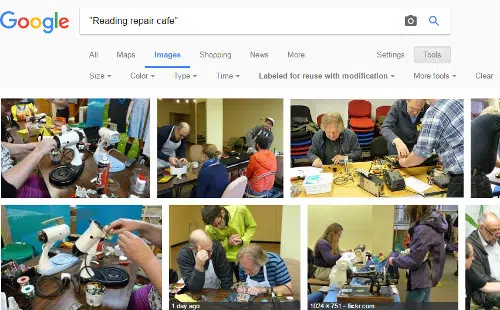 Google "Reading repair cafe"
All Maps Images Shopping News More Settings Tools
Size Color Type Time Labeled for reuse with modification More tools Clear
1 day ago 1024 × 751 - flickr.com